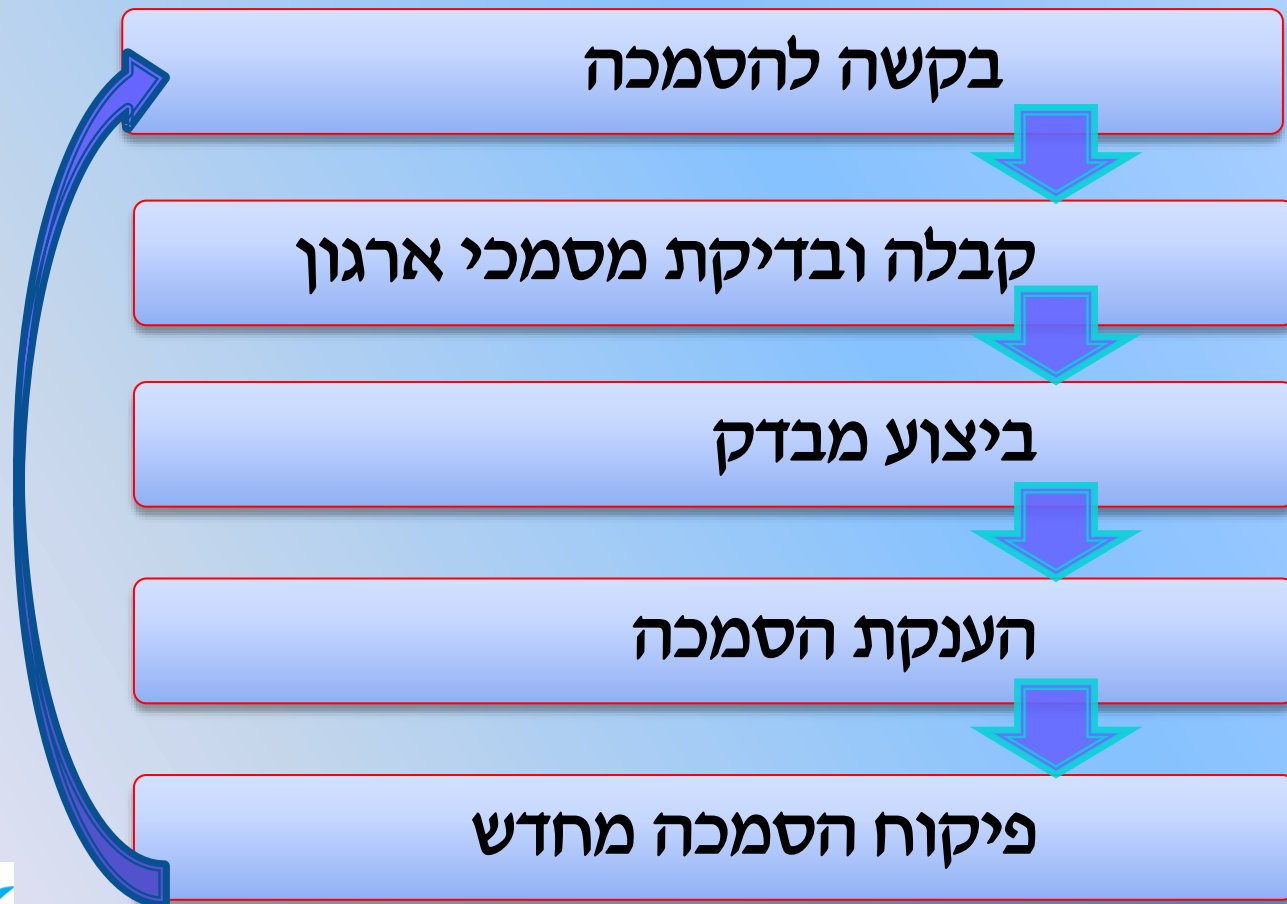 בקשה להסמכה
קבלה ובדיקת מסמכי ארגון
ביצוע מבדק
הענקת הסמכה
פיקוח הסמכה מחדש